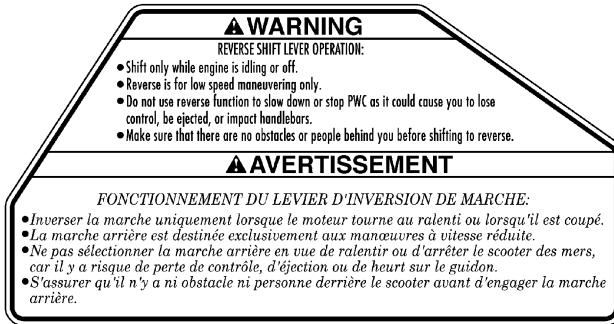 ⚠WARNING
REVERSE SHIFT LEVER OPERATION:
● Shift only while engine is idling or off.
● Reverse is for low speed maneuvering only.
● Do not use reverse function to slow down or stop PWC as it could cause you to lose
control, be ejected, or impact handlebars.
● Make sure that there are no obstacles or people behind you before shifting to reverse.
⚠AVERTISSEMENT
FONCTIONNEMENT DU LEVIER D'INVERSION DE MARCHE:
● Inverser la marche uniquement lorsque le moteur tourne au ralenti ou lorsqu'il est coupé.
● La marche arrière est destinée exclusivement aux manœuvres à vitesse réduite.
● Ne pas sélectionner la marche arrière en vue de ralentir ou d'arrêter le scooter des mers,
car il y a risque de perte de contrôle, d'éjection ou de heurt sur le guidon.
● S'assurer qu'il n'y a ni obstacle ni personne derrière le scooter avant d'engager la marche
arrière.